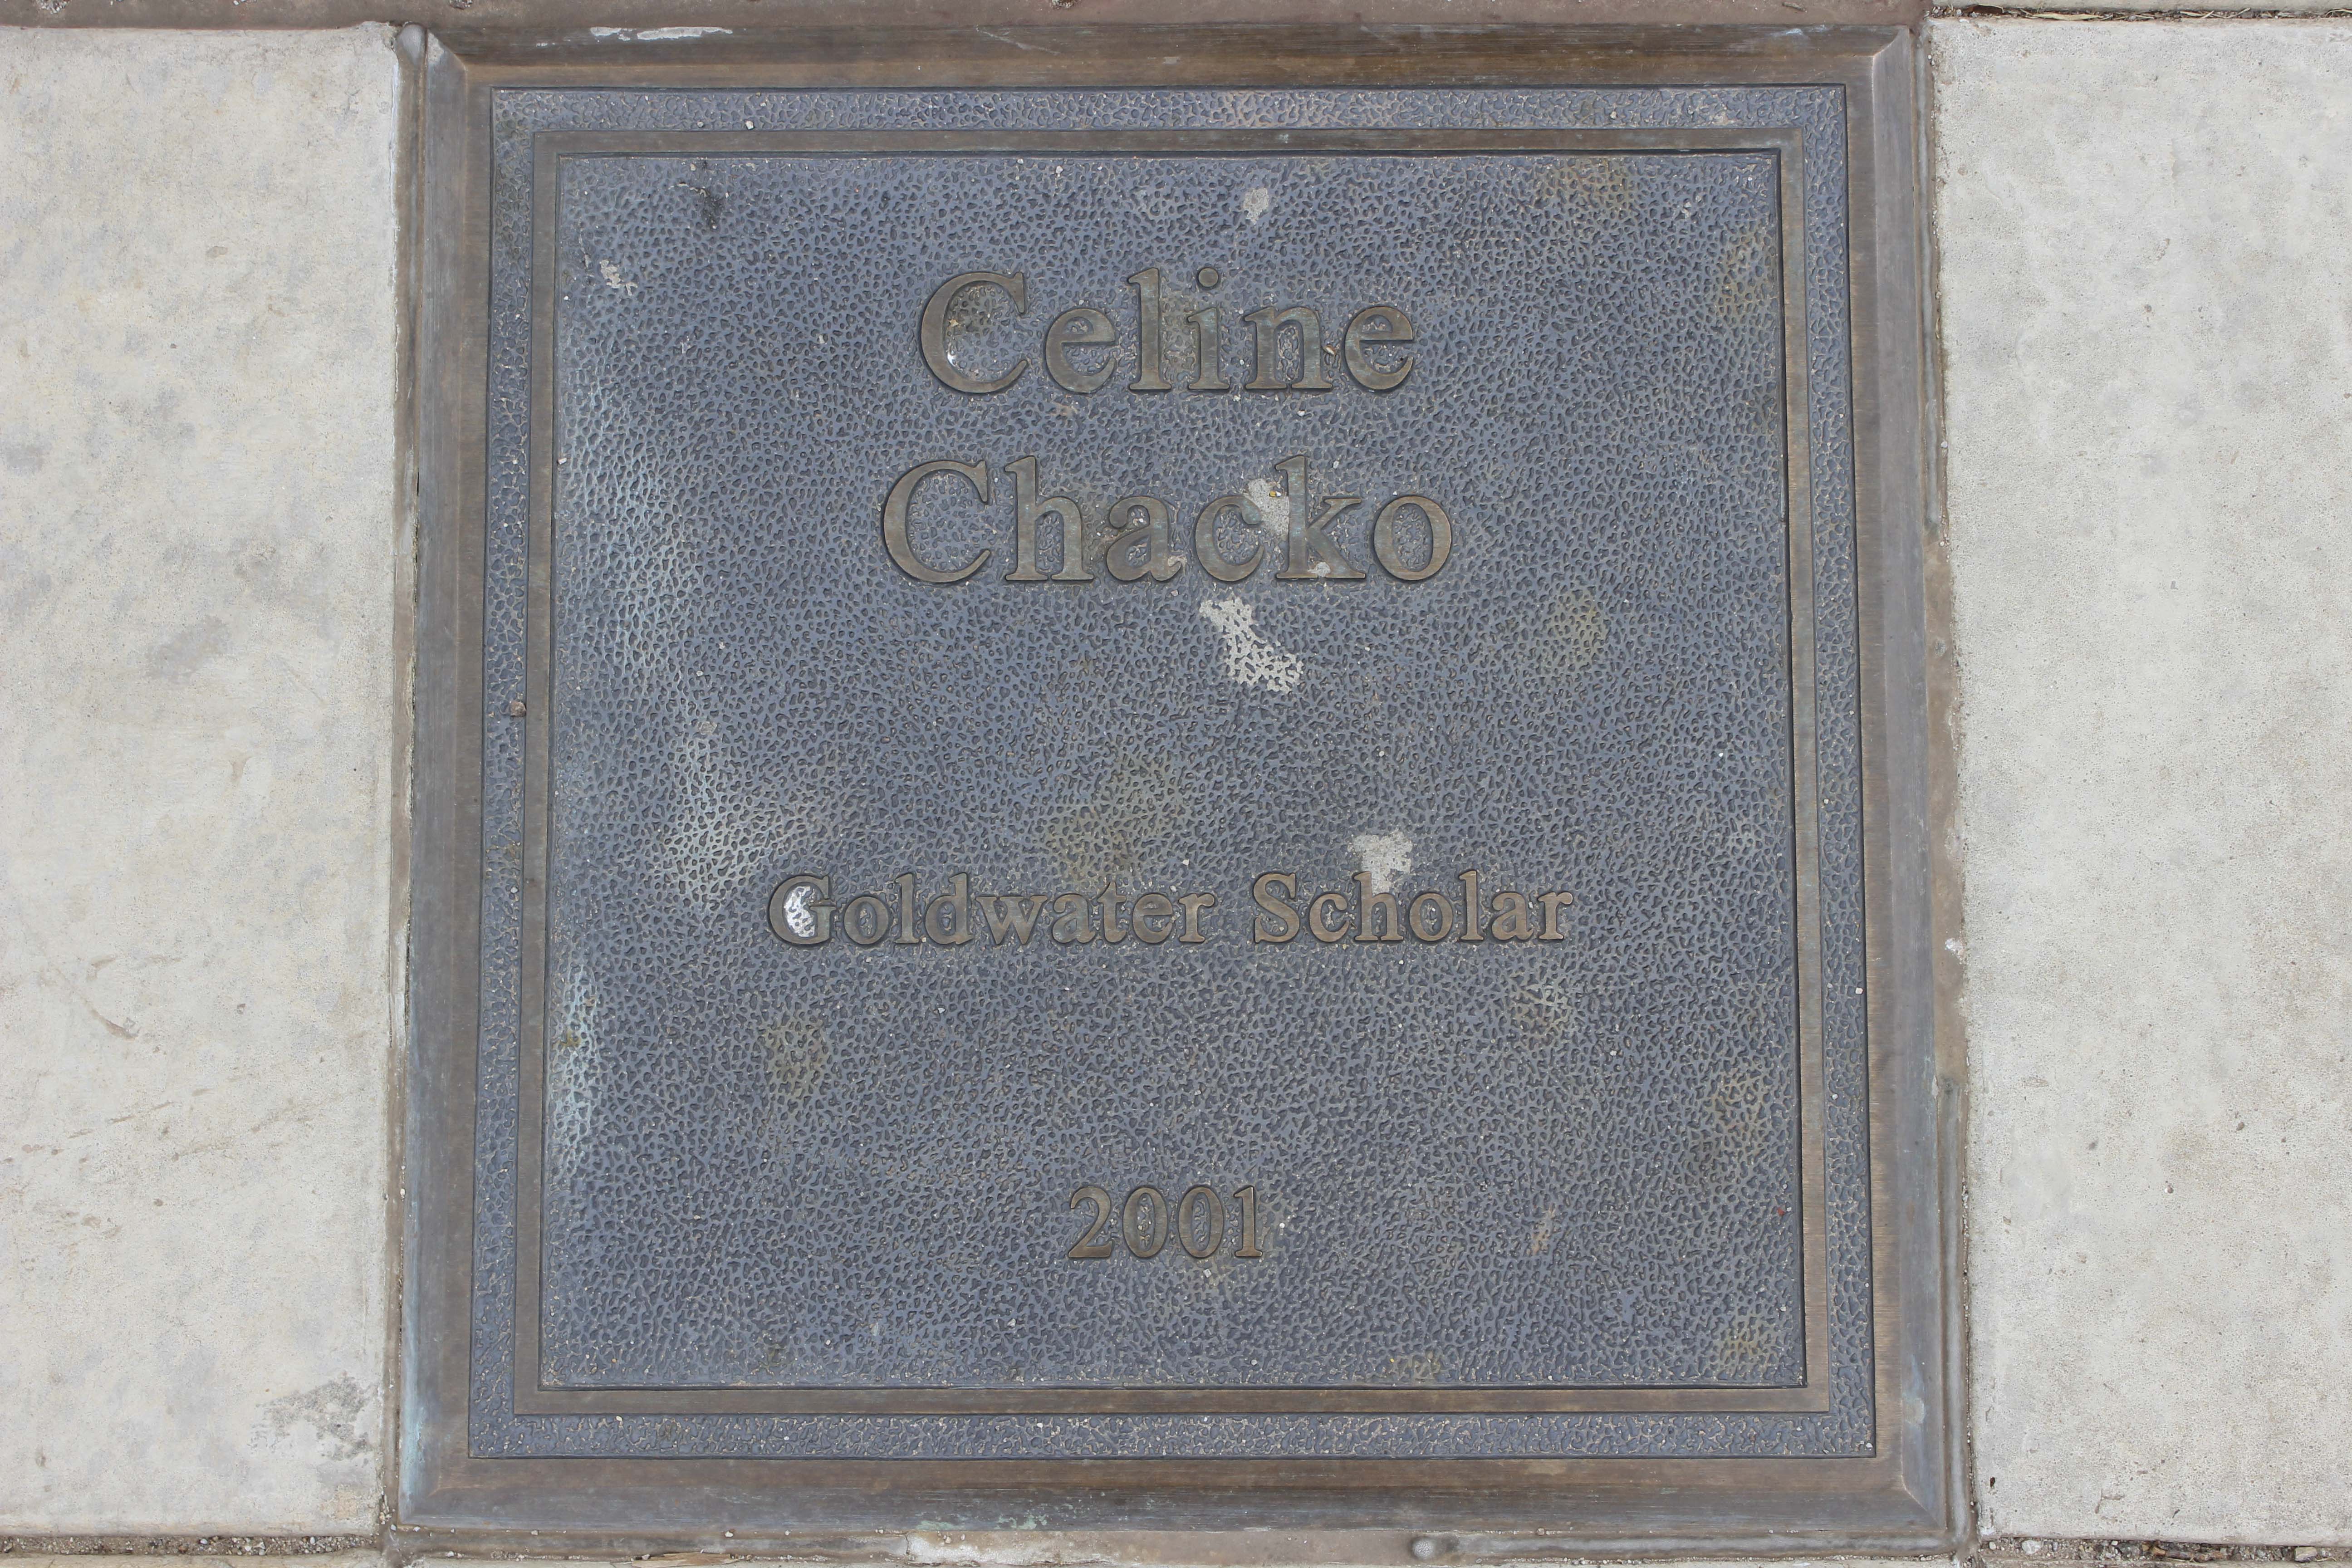 Celine
Chacko
Goldwater Scholar
2001